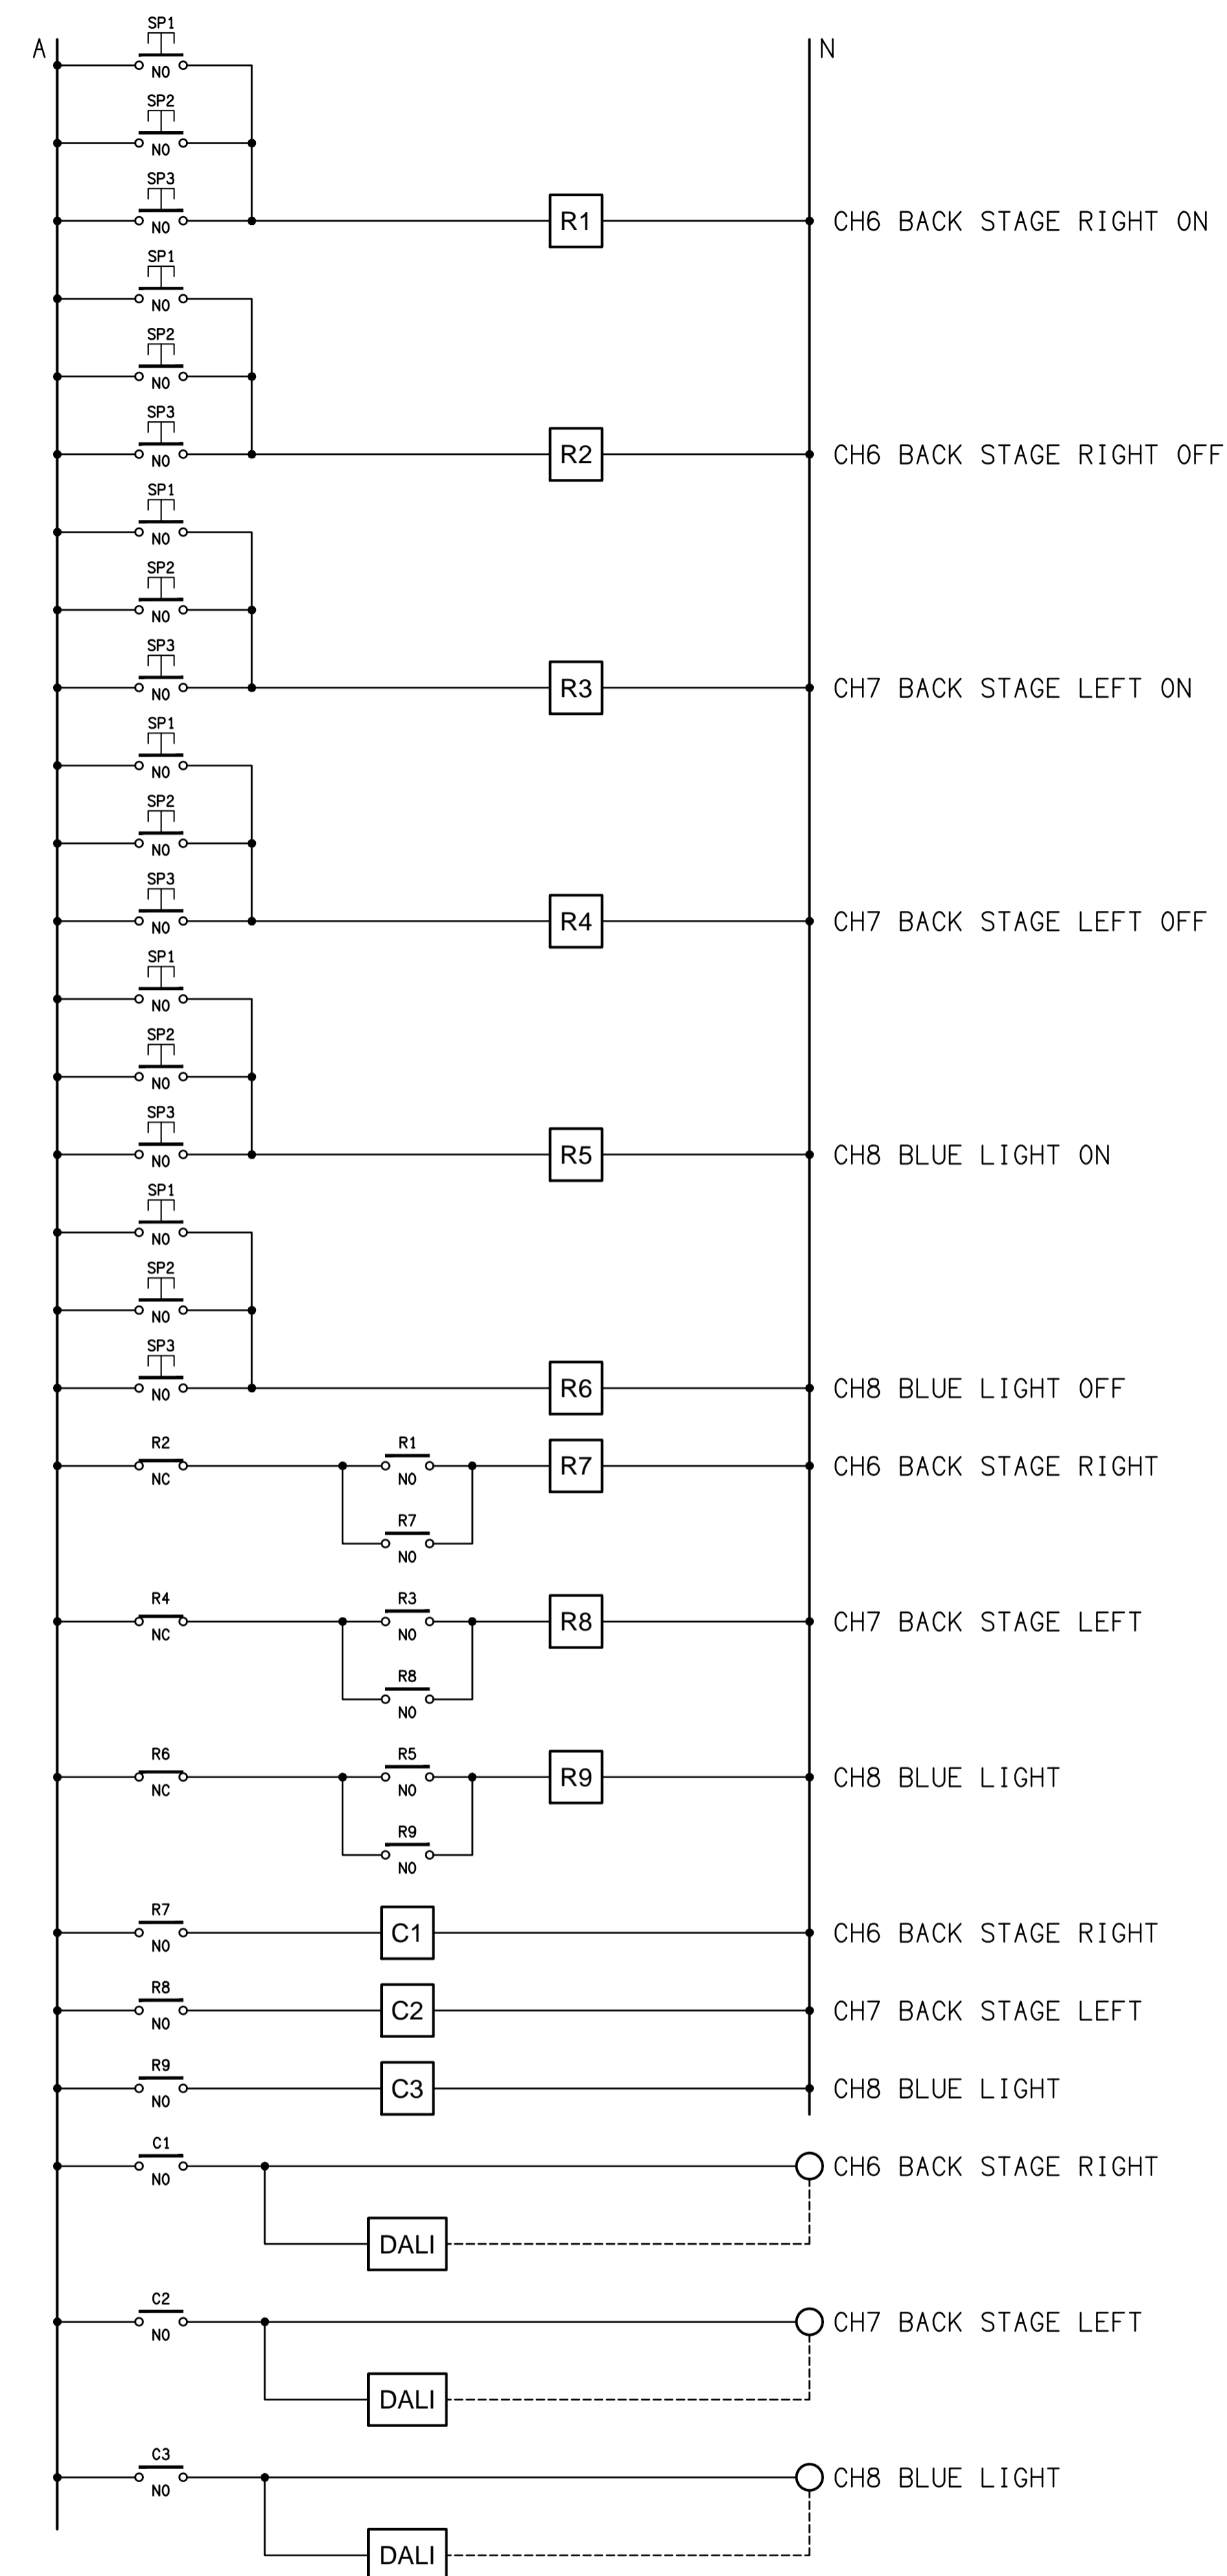 SP1
A
N
NO
SP2
NO
SP3
NO
R1
CH6 BACK STAGE RIGHT ON
SP1
NO
SP2
NO
SP3
NO
R2
CH6 BACK STAGE RIGHT OFF
SP1
NO
SP2
NO
SP3
NO
R3
CH7 BACK STAGE LEFT ON
SP1
NO
SP2
NO
SP3
NO
R4
CH7 BACK STAGE LEFT OFF
SP1
NO
SP2
NO
SP3
NO
R5
CH8 BLUE LIGHT ON
SP1
NO
SP2
NO
SP3
NO
R6
CH8 BLUE LIGHT OFF
R2
NC
R1
NO
R7
CH6 BACK STAGE RIGHT
R7
NO
R4
NC
R3
NO
R8
CH7 BACK STAGE LEFT
R8
NO
R6
NC
R5
NO
R9
CH8 BLUE LIGHT
R9
NO
R7
NO
C1
CH6 BACK STAGE RIGHT
R8
NO
C2
CH7 BACK STAGE LEFT
R9
NO
C3
CH8 BLUE LIGHT
C1
NO
CH6 BACK STAGE RIGHT
DALI
C2
NO
CH7 BACK STAGE LEFT
DALI
C3
NO
CH8 BLUE LIGHT
DALI